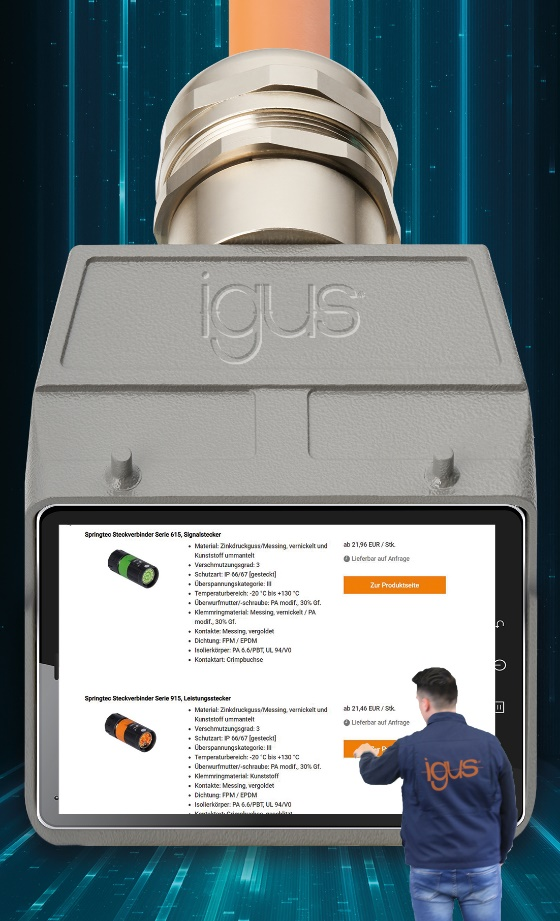 igus
Springtec Steckverbinder Serie 615, Signalstecker
• Material: Zinkdruckguss/Messing, vernickelt und
Kunststoff ummantelt
• Verschmutzungsgrad: 3
• Schutzart: IP 66/67 [gesteckt]
• Überspannungskategorie: III
• Temperaturbereich: -20 °C bis +130 °C
• Überwurfmutter/-schraube: PA modif., 30% Gf.
• Klemmringmaterial: Messing, vernickelt / PA
modif., 30% Gf.
• Kontakte: Messing, vergoldet
• Dichtung: FPM / EPDM
• Isolierkörper: PA 6.6/PBT, UL 94/V0
• Kontaktart: Crimpbuchse
ab 21,96 EUR / Stk.
Lieferbar auf Anfrage
Zur Produktseite
Springtec Steckverbinder Serie 915, Leistungsstecker
• Material: Zinkdruckguss/Messing, vernickelt und
Kunststoff ummantelt
• Verschmutzungsgrad: 3
• Schutzart: IP 66/67 [gesteckt]
• Überspannungskategorie: III
• Temperaturbereich: -20 °C bis +130 °C
• Überwurfmutter/-schraube: PA modif., 30% Gf.
• Klemmringmaterial: Kunststoff
• Kontakte: Messing, vergoldet
• Dichtung: FPM / EPDM
• Isolierkörper: PA 6.6/PBT, UL 94/V0
ab 21,46 EUR / Stk.
Lieferbar auf Anfrage
igus